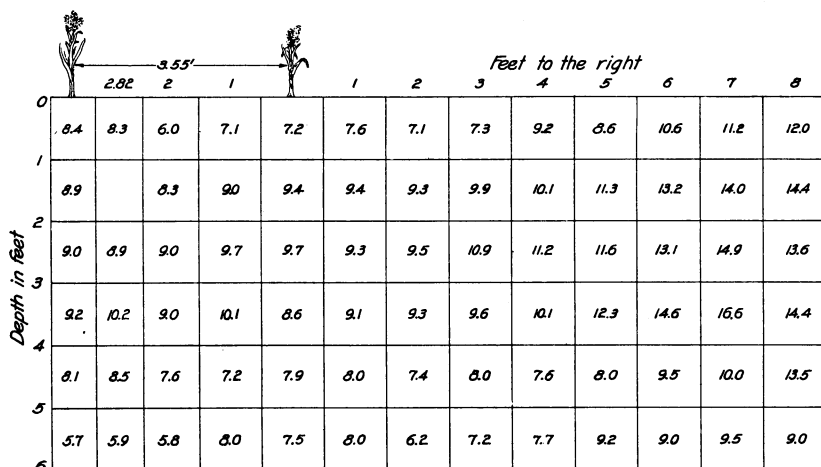 3.55'
Feet to the right
2.82 2 1 1 2 3 4 5 6 7 8
0
8.4 8.3 6.0 7.1 7.2 7.6 7.1 7.3 9.2 8.6 10.6 11.2 12.0
1
8.9 8.3 9.0 9.4 9.4 9.3 9.9 10.1 11.3 13.2 14.0 14.4
2
9.0 8.9 9.0 9.7 9.7 9.3 9.5 10.9 11.2 11.6 13.1 14.9 13.6
3
9.2 10.2 9.0 10.1 8.6 9.1 9.3 9.6 10.1 12.3 14.6 16.6 14.4
4
8.1 8.5 7.6 7.2 7.9 8.0 7.4 8.0 7.6 8.0 9.5 10.0 13.5
5
5.7 5.9 5.8 8.0 7.5 8.0 6.2 7.2 7.7 9.2 9.0 9.5 9.0
6
Depth in feet